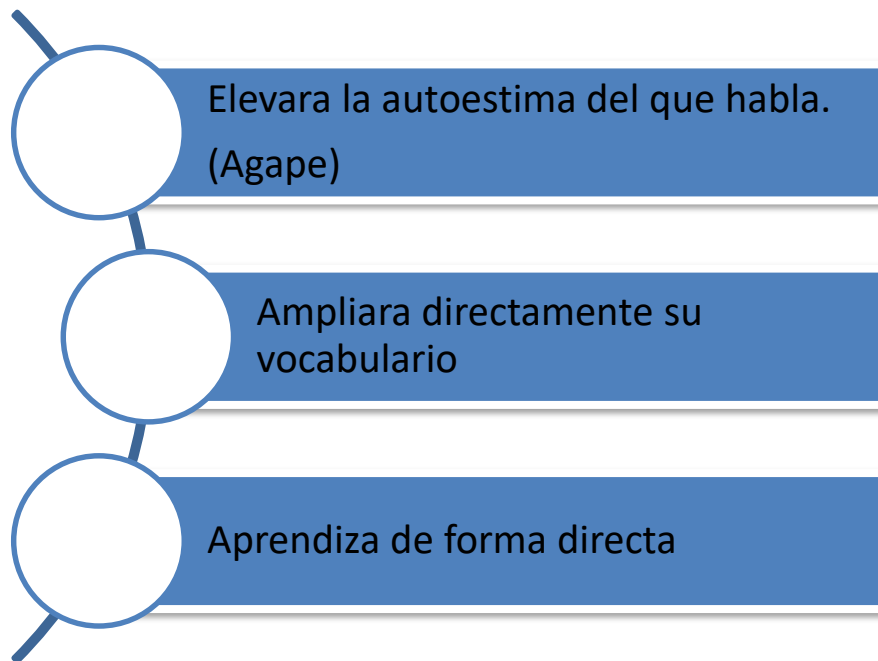 Elevara la autoestima del que habla.
(Agape)
Ampliara directamente su
vocabulario
Aprendiza de forma directa